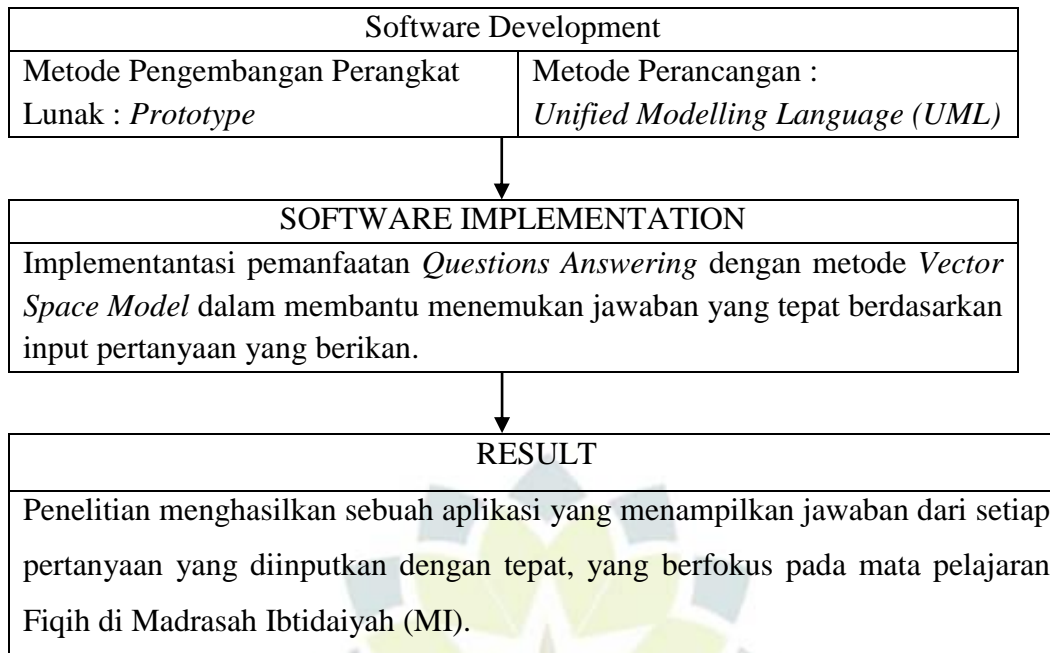 Software Development
Metode Pengembangan Perangkat
Lunak : Prototype
Metode Perancangan :
Unified Modelling Language (UML)
SOFTWARE IMPLEMENTATION
Implementantasi pemanfaatan Questions Answering dengan metode Vector
Space Model dalam membantu menemukan jawaban yang tepat berdasarkan
input pertanyaan yang berikan.
RESULT
Penelitian menghasilkan sebuah aplikasi yang menampilkan jawaban dari setiap
pertanyaan yang diinputkan dengan tepat, yang berfokus pada mata pelajaran
Fiqih di Madrasah Ibtidaiyah (MI).